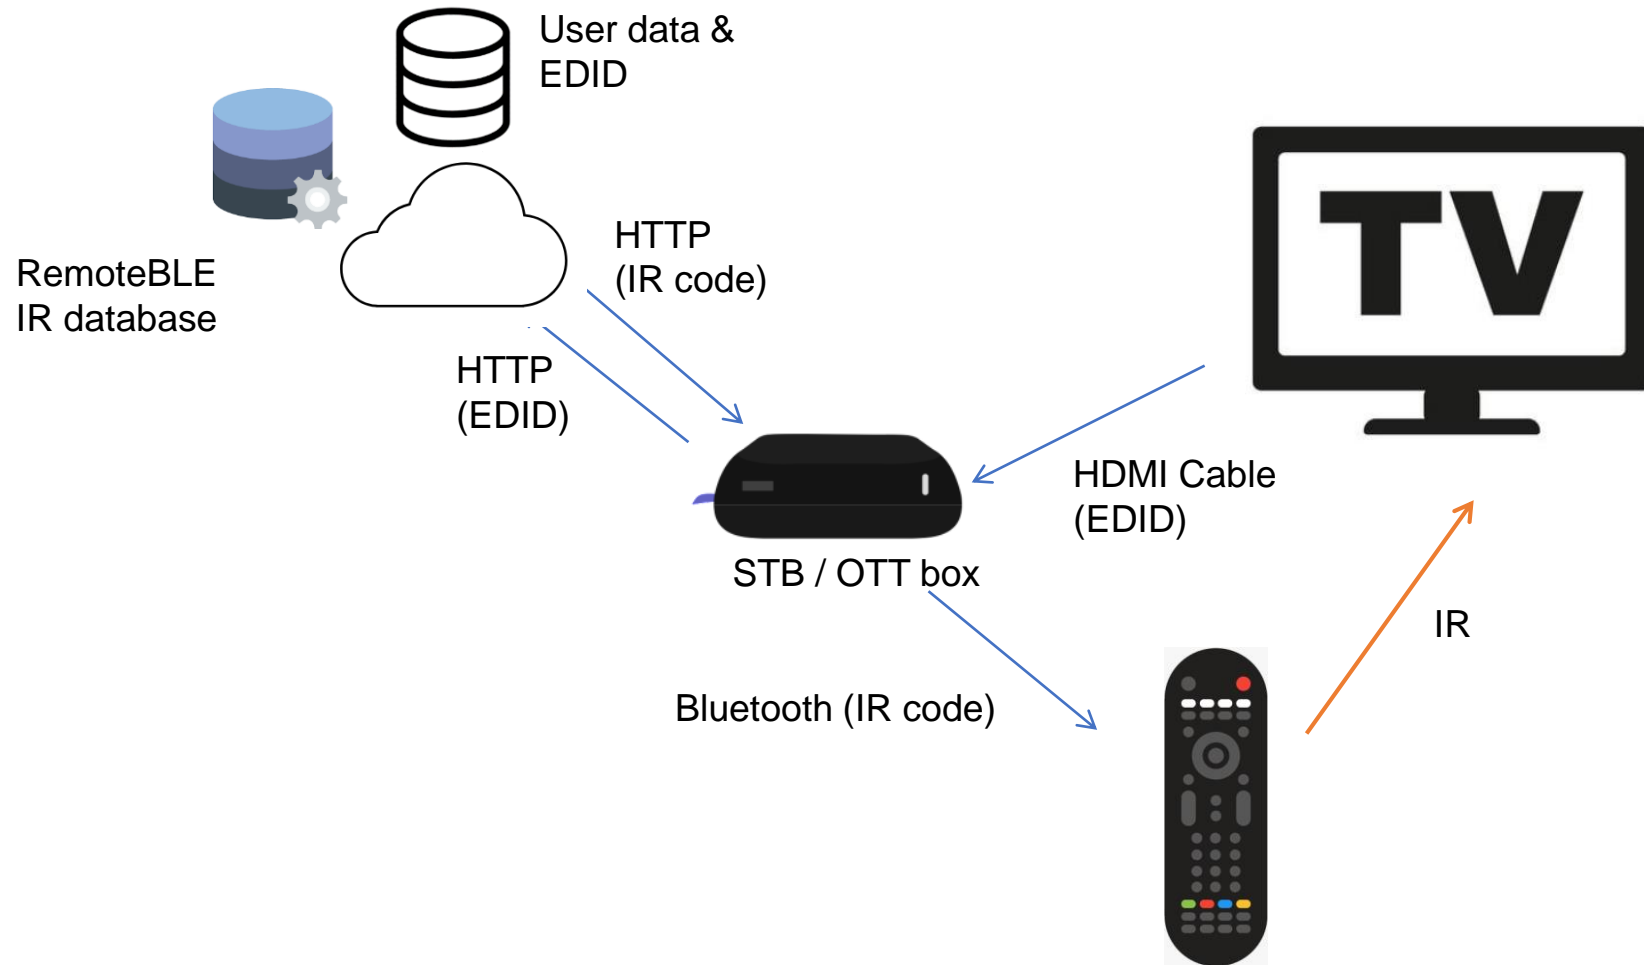 User data &
EDID
RemoteBLE
IR database
HTTP
(IR code)
HTTP
(EDID)
TV
HDMI Cable
(EDID)
STB / OTT box
IR
Bluetooth (IR code)